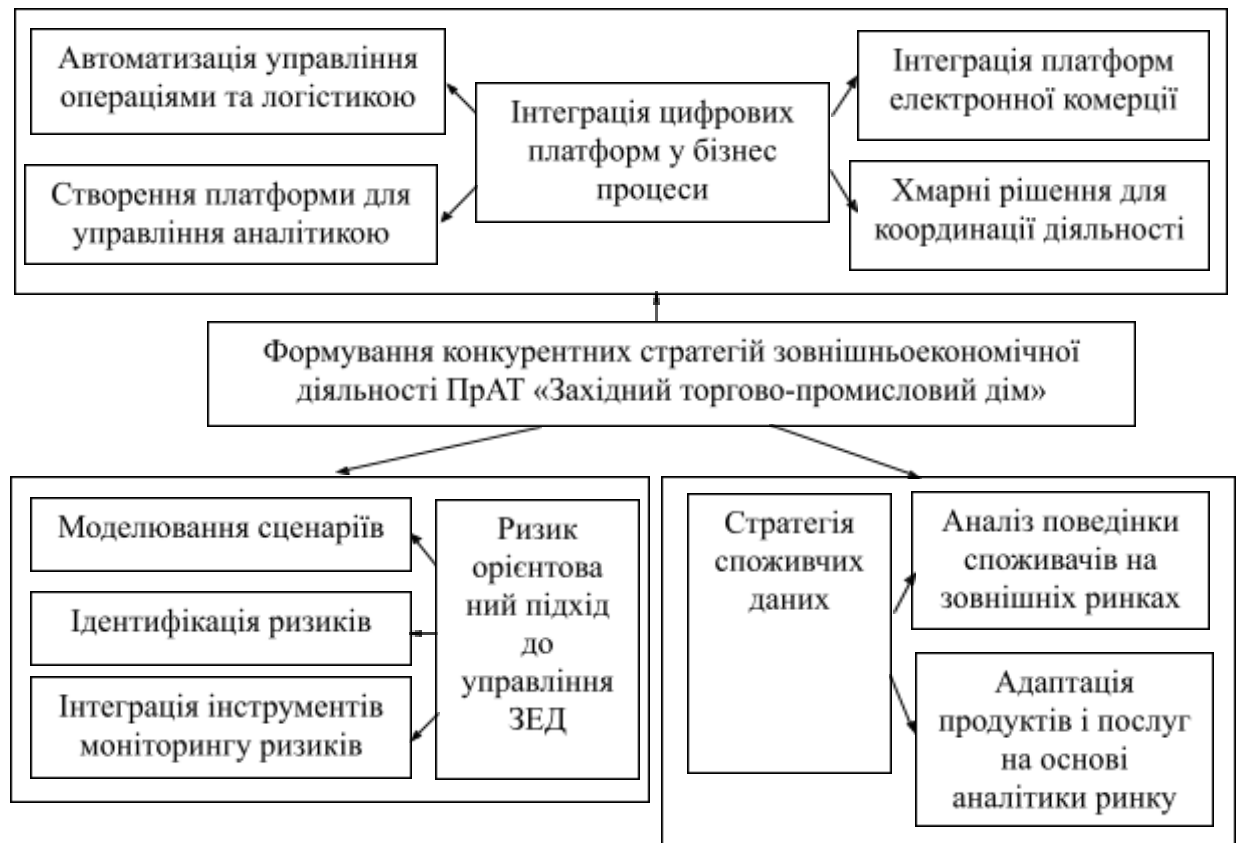 Автоматизація управління
операціями та логістикою
Створення платформи для
управління аналітикою
Інтеграція цифрових
платформ у бізнес
процеси
Інтеграція платформ
електронної комерції
Хмарні рішення для
координації діяльності
Формування конкурентних стратегій зовнішньоекономічної
діяльності ПрАТ «Західний торгово-промисловий дім»
Моделювання сценаріїв
Ідентифікація ризиків
Інтеграція інструментів
моніторингу ризиків
Ризик
орієнтова
ний підхід
до
управління
ЗЕД
Стратегія
споживчих
даних
Аналіз поведінки
споживачів на
зовнішніх ринках
Адаптація
продуктів і послуг
на основі
аналітики ринку